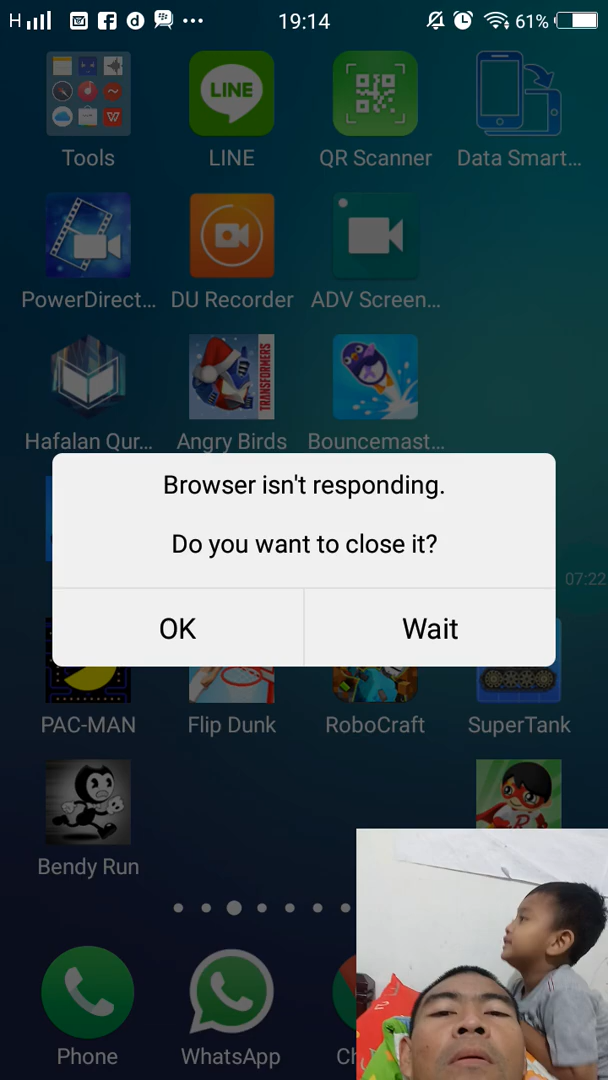 H 19:14 61%
LINE
Tools LINE QR Scanner Data Smart...
PowerDirect... DU Recorder ADV Screen...
TRANSFORMERS
Hafalan Qur... Angry Birds Bouncemast...
Browser isn't responding.
Do you want to close it?
07:22
OK Wait
PAC-MAN Flip Dunk RoboCraft SuperTank
R
Bendy Run
Phone WhatsApp Ch